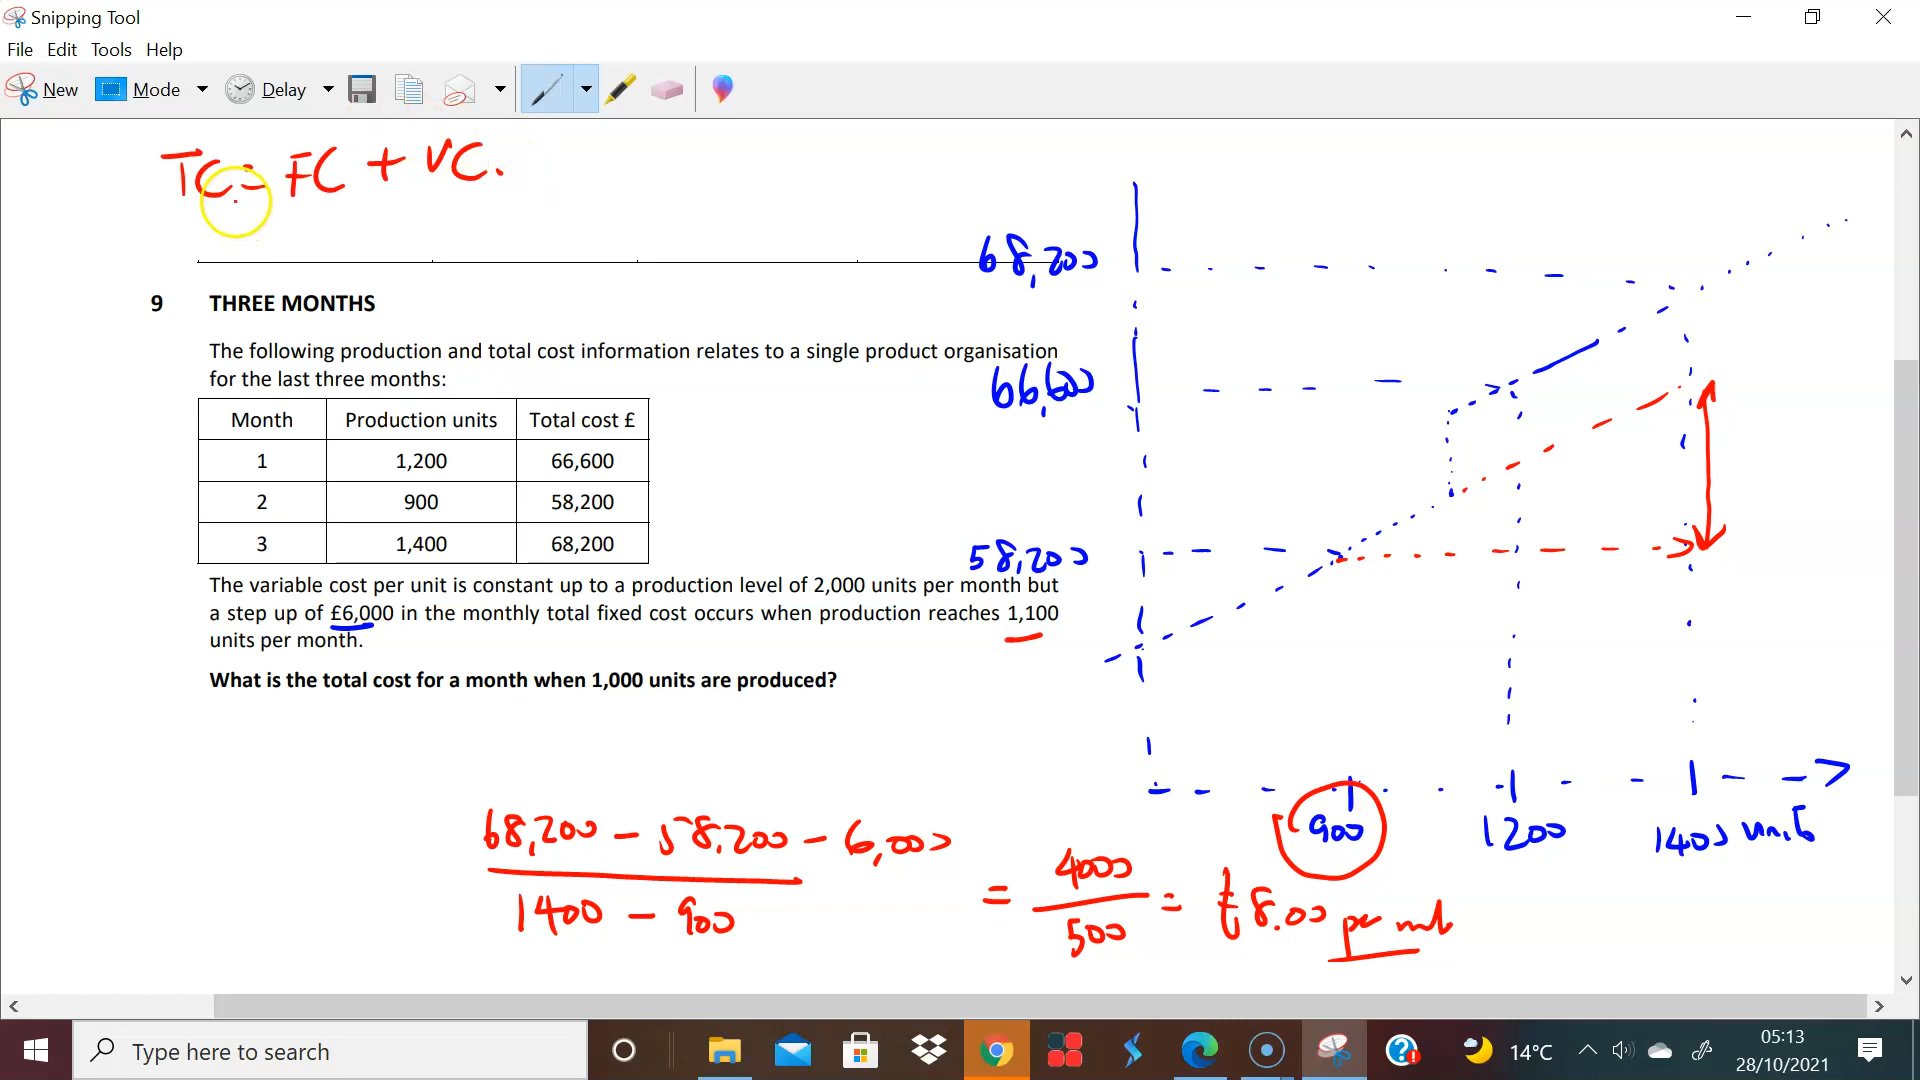 Snipping Tool
File Edit Tools Help
New Mode Delay
TC = FC + VC.
68,200
9 THREE MONTHS
The following production and total cost information relates to a single product organisation
for the last three months:
66,600
Month Production units Total cost £
1 1,200 66,600
2 900 58,200
3 1,400 68,200
58,200
The variable cost per unit is constant up to a production level of 2,000 units per month but
a step up of £6,000 in the monthly total fixed cost occurs when production reaches 1,100
units per month.
What is the total cost for a month when 1,000 units are produced?
900 1200 1400 units
68,200 - 58,200 - 6,000
1400 - 900
= 4000
500
= £8.00 per unit
Type here to search
14°C
05:13
28/10/2021